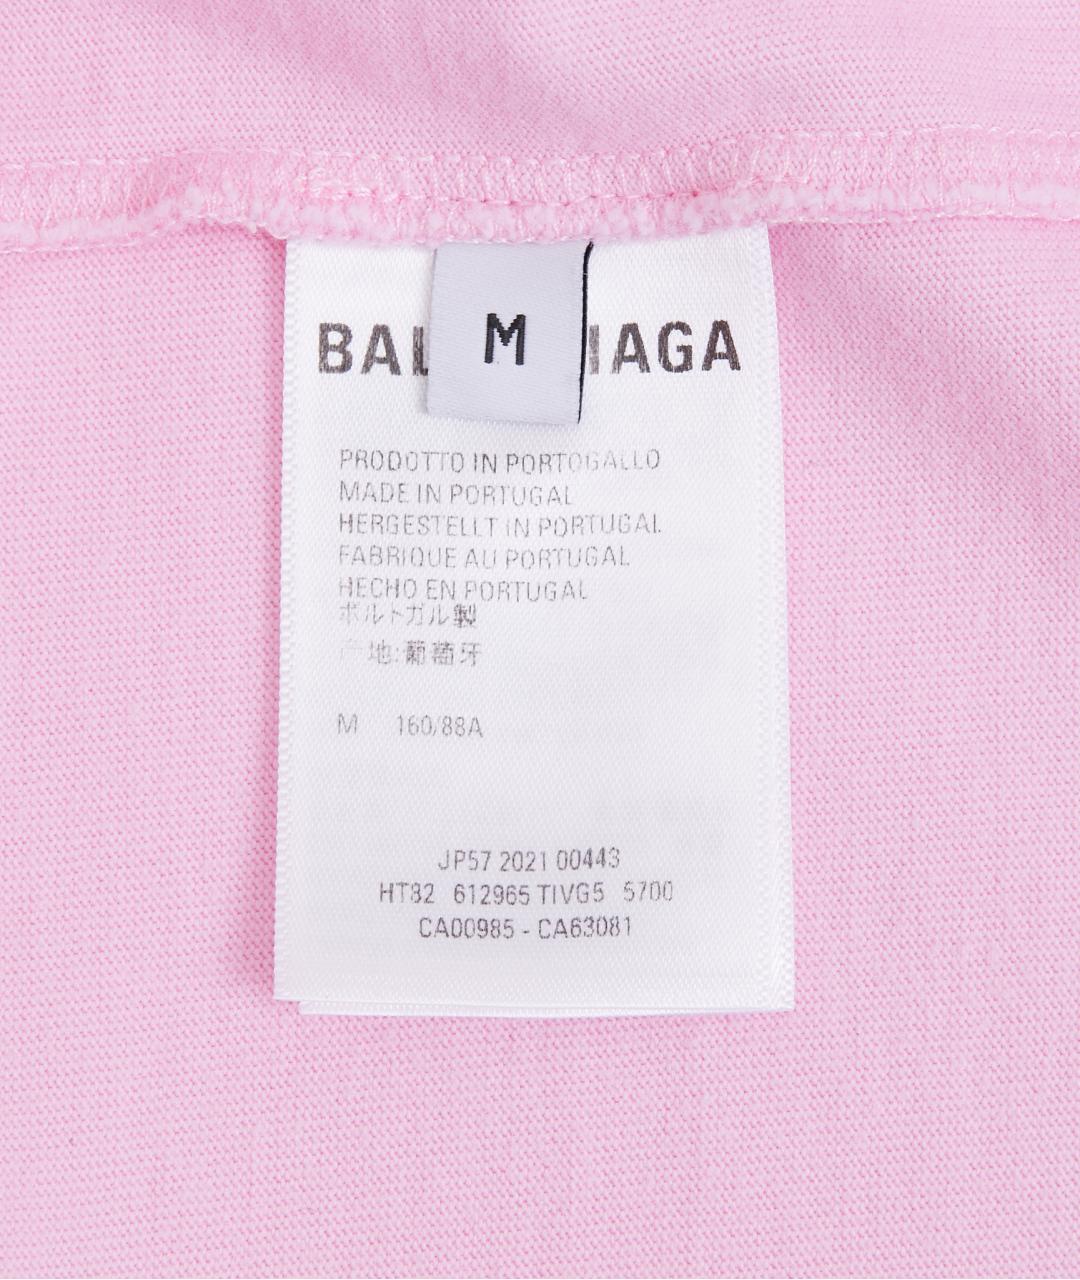 BAL IAGA
M
PRODOTTO IN PORTOGALLO
MADE IN PORTUGAL
HERGESTELLT IN PORTUGAL
FABRIQUE AU PORTUGAL
HECHO EN PORTUGAL
ポルトガル製
产地:葡萄牙
M 160/88A
JP57 2021 00443
HT82 612965 TIVG5 5700
CA00985 - CA63081